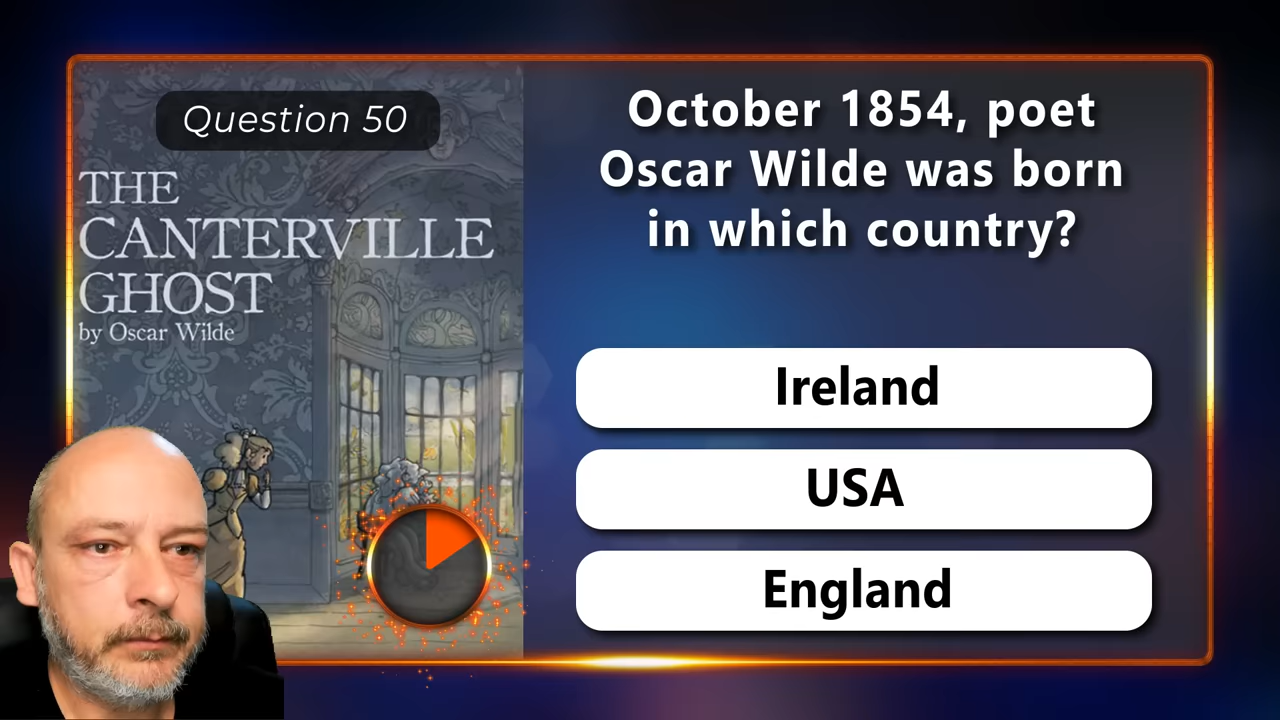 Question 50
THE
CANTERVILLE
GHOST
by Oscar Wilde
October 1854, poet
Oscar Wilde was born
in which country?
Ireland
USA
England